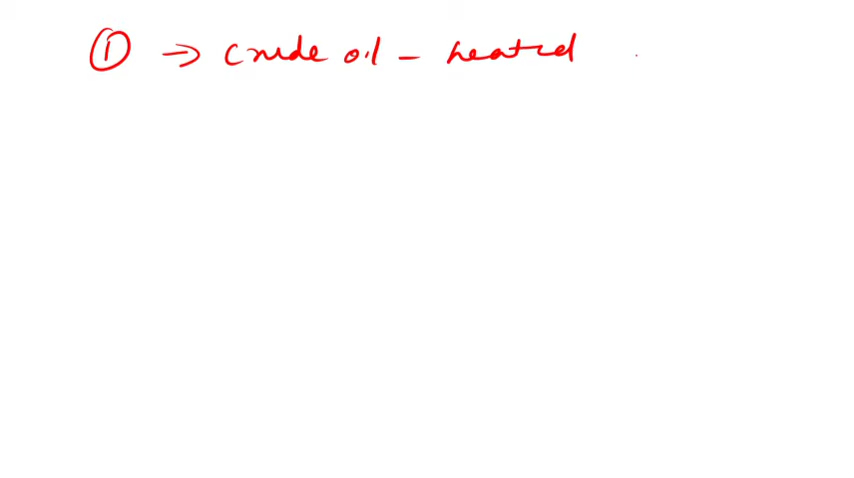 ① → crude oil - heated